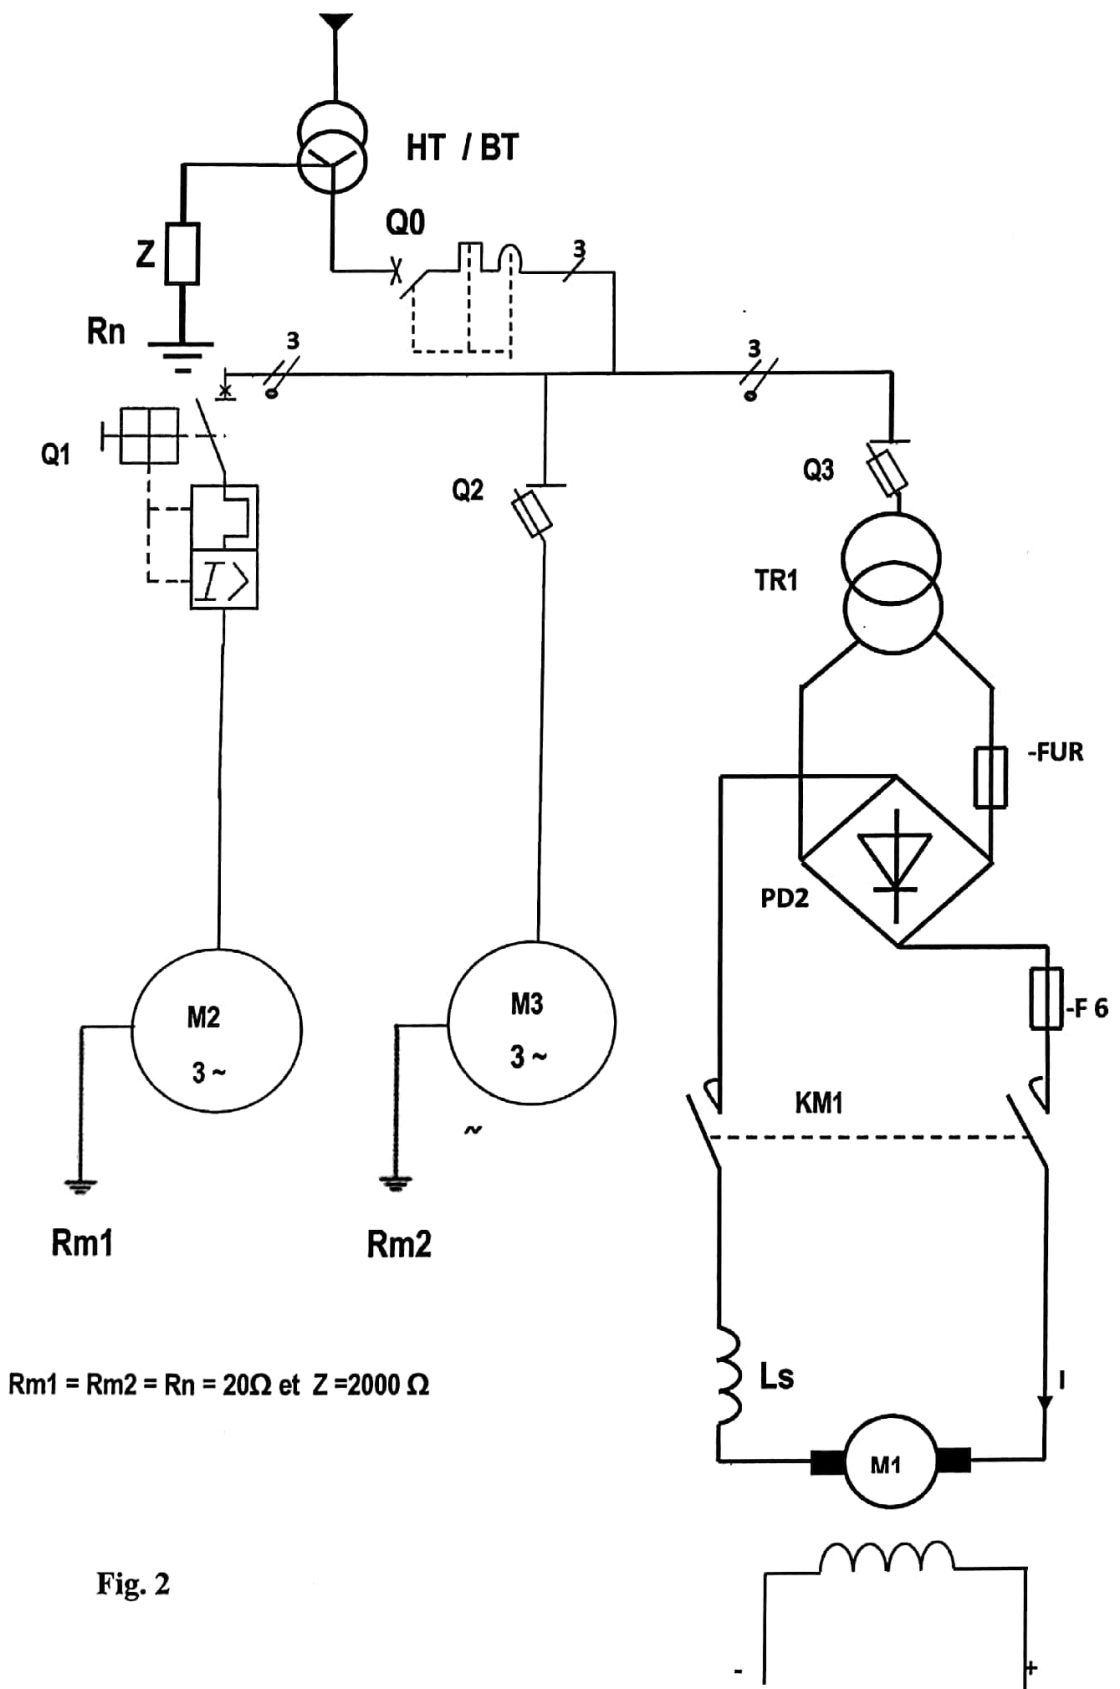 HT / BT
Q0
3
Z
Rn
3
3
Q1
Q2
Q3
I >
TR1
-FUR
PD2
-F 6
M2
3 ~
M3
3 ~
~
KM1
Rm1
Rm2
Rm1 = Rm2 = Rn = 20Ω et Z =2000 Ω
Ls
I
M1
Fig. 2
- +